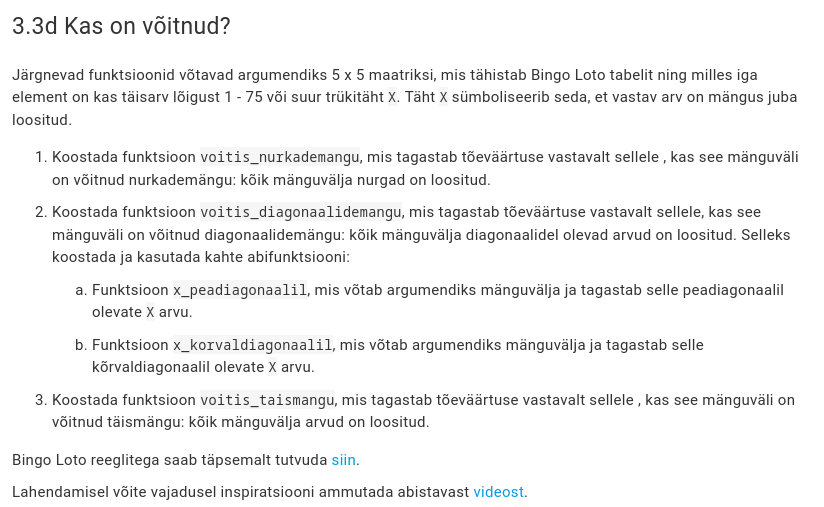 3.3d Kas on võitnud?
Järgnevad funktsioonid võtavad argumendiks 5 x 5 maatriksi, mis tähistab Bingo Loto tabelit ning milles iga
element on kas täisarv lõigust 1 - 75 või suur trükitäht X. Täht X sümboliseerib seda, et vastav arv on mängus juba
loositud.
1. Koostada funktsioon voitis_nurkademangu, mis tagastab tõeväärtuse vastavalt sellele , kas see mänguväli
on võitnud nurkademängu: kõik mänguvälja nurgad on loositud.
2. Koostada funktsioon voitis_diagonaalidemangu, mis tagastab tõeväärtuse vastavalt sellele, kas see
mänguväli on võitnud diagonaalidemängu: kõik mänguvälja diagonaalidel olevad arvud on loositud. Selleks
koostada ja kasutada kahte abifunktsiooni:
a. Funktsioon x_peadiagonaalil, mis võtab argumendiks mänguvälja ja tagastab selle peadiagonaalil
olevate X arvu.
b. Funktsioon x_korvaldiagonaalil, mis võtab argumendiks mänguvälja ja tagastab selle
kõrvaldiagonaalil olevate X arvu.
3. Koostada funktsioon voitis_taismangu, mis tagastab tõeväärtuse vastavalt sellele , kas see mänguväli on
võitnud täismängu: kõik mänguvälja arvud on loositud.
Bingo Loto reeglitega saab täpsemalt tutvuda siin.
Lahendamisel võite vajadusel inspiratsiooni ammutada abistavast videost.